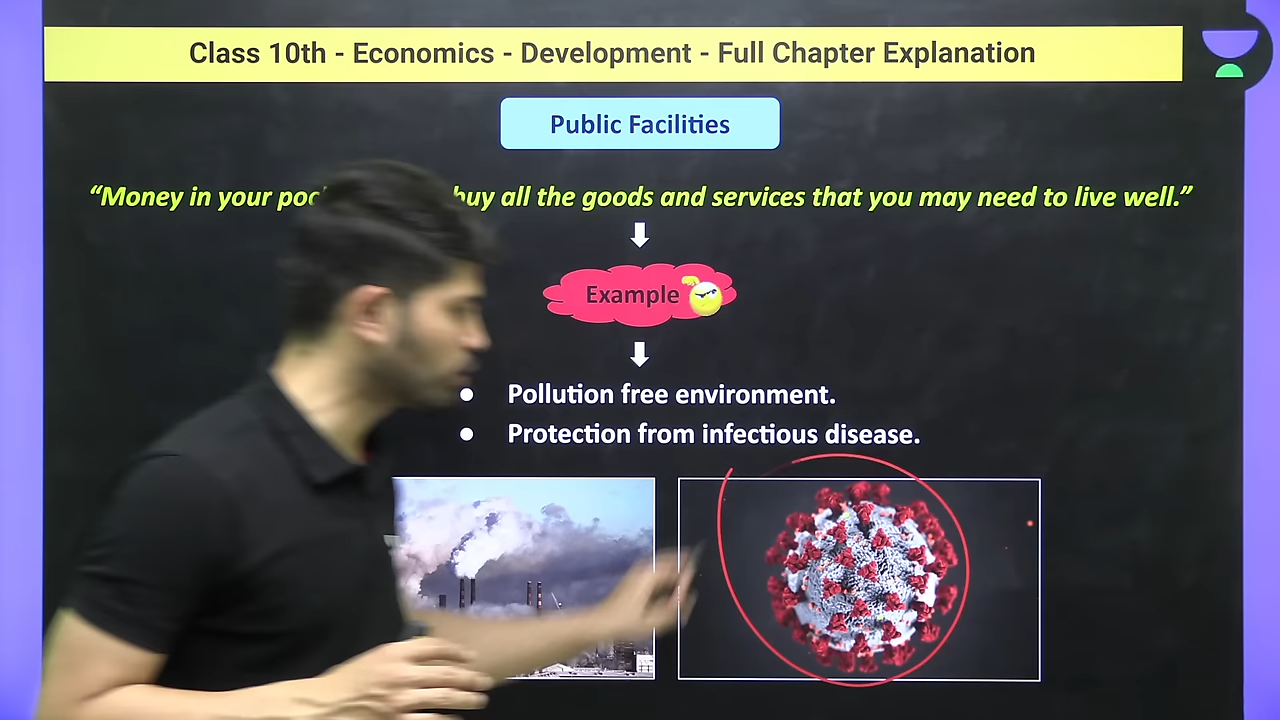 Class 10th - Economics - Development - Full Chapter Explanation
Public Facilities
“Money in your buy all the goods and services that you may need to live well.”
Example
● Pollution free environment.
● Protection from infectious disease.